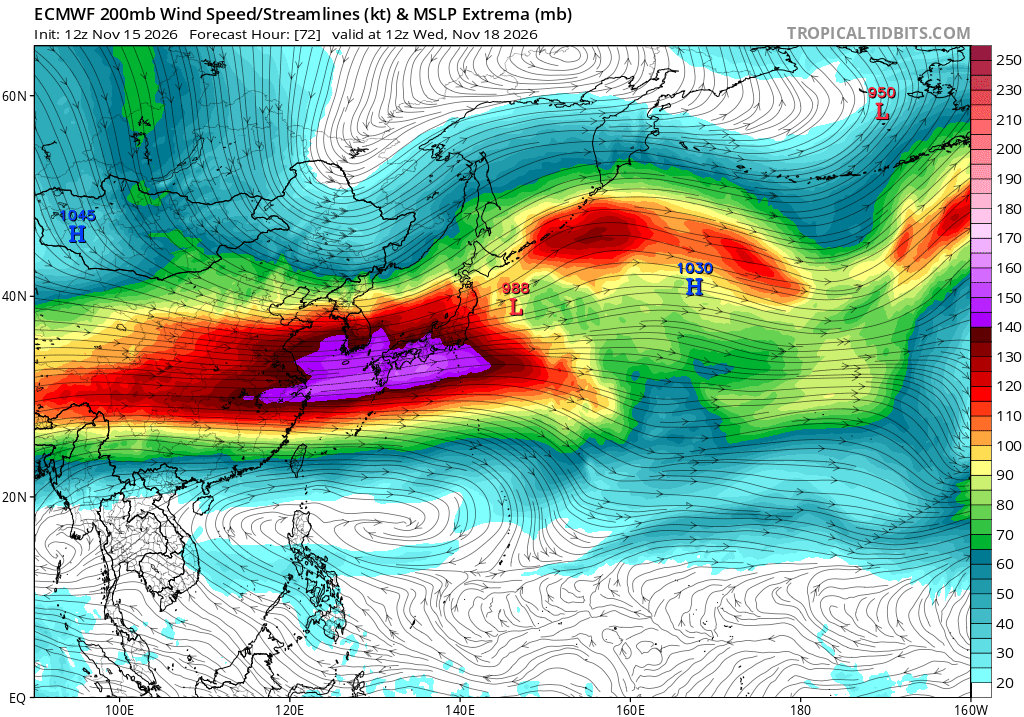 ECMWF 200mb Wind Speed/Streamlines (kt) & MSLP Extrema (mb)
Init: 12z Nov 15 2026 Forecast Hour: [72] valid at 12z Wed, Nov 18 2026
TROPICALTIDBITS.COM
60N
40N
20N
EQ
950
L
1045
H
1030
H
988
L
250
230
210
200
190
180
170
160
150
140
130
120
110
100
90
80
70
60
50
40
30
20
100E
120E
140E
160E
180
160W